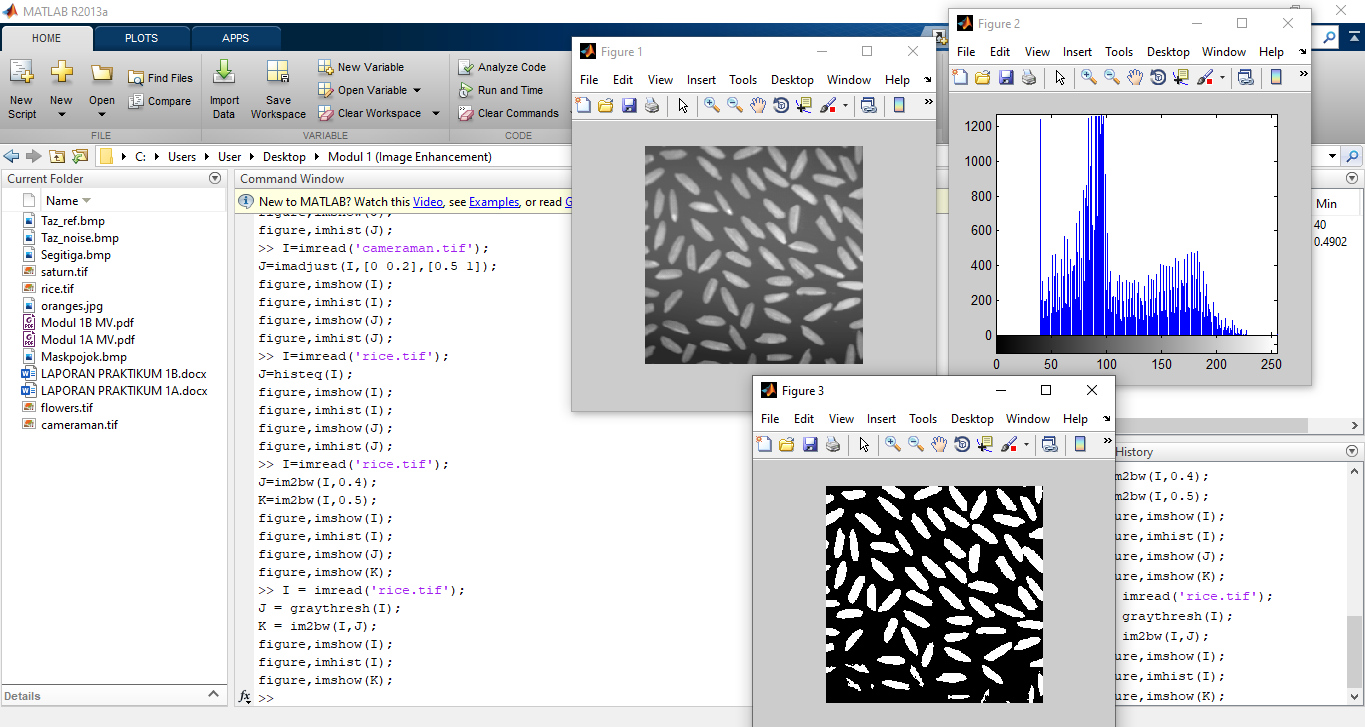 MATLAB R2013a
HOME PLOTS APPS
New Script
New
Open
Find Files
Compare
Import Data
Save Workspace
New Variable
Open Variable
Clear Workspace
Analyze Code
Run and Time
Clear Commands
FILE VARIABLE CODE
C: Users User Desktop Modul 1 (Image Enhancement)
Current Folder
Name
Taz_ref.bmp
Taz_noise.bmp
Segitiga.bmp
saturn.tif
rice.tif
oranges.jpg
Modul 1B MV.pdf
Modul 1A MV.pdf
Maskpojok.bmp
LAPORAN PRAKTIKUM 1B.docx
LAPORAN PRAKTIKUM 1A.docx
flowers.tif
cameraman.tif
Details
Command Window
New to MATLAB? Watch this Video, see Examples, or read G
figure,imshow(J);
figure,imhist(J);
>> I=imread('cameraman.tif');
J=imadjust(I,[0 0.2],[0.5 1]);
figure,imshow(I);
figure,imhist(I);
figure,imshow(J);
figure,imhist(J);
>> I=imread('rice.tif');
J=histeq(I);
figure,imshow(I);
figure,imhist(I);
figure,imshow(J);
figure,imhist(J);
>> I=imread('rice.tif');
J=im2bw(I,0.4);
K=im2bw(I,0.5);
figure,imshow(I);
figure,imhist(I);
figure,imshow(J);
figure,imshow(K);
>> I = imread('rice.tif');
J = graythresh(I);
K = im2bw(I,J);
figure,imshow(I);
figure,imhist(I);
figure,imshow(K);
fx >>
Figure 1
File Edit View Insert Tools Desktop Window Help
Figure 2
File Edit View Insert Tools Desktop Window Help
1200
1000
800
600
400
200
0
0 50 100 150 200 250
Figure 3
File Edit View Insert Tools Desktop Window Help
Min
40
0.4902
History
m2bw(I,0.4);
m2bw(I,0.5);
ure,imshow(I);
ure,imhist(I);
ure,imshow(J);
ure,imshow(K);
imread('rice.tif');
graythresh(I);
im2bw(I,J);
ure,imshow(I);
ure,imhist(I);
ure,imshow(K);